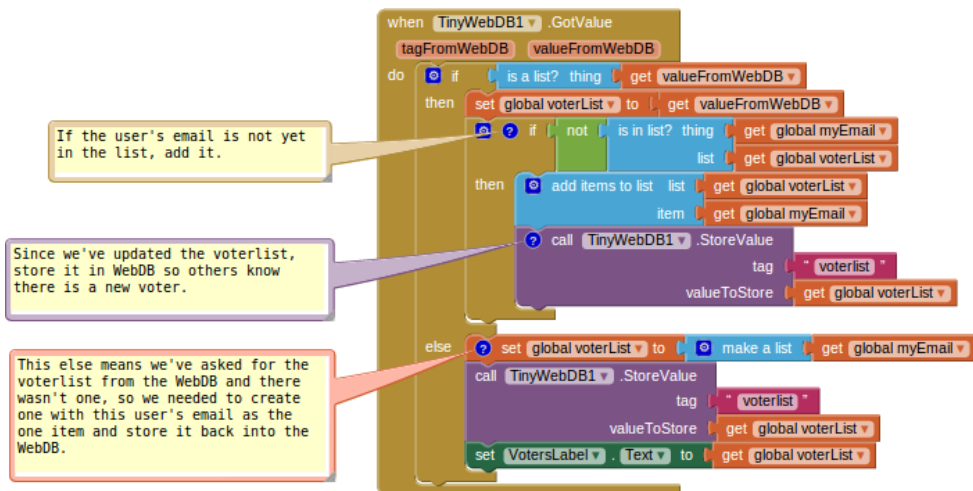 when TinyWebDB1 .GotValue
tagFromWebDB valueFromWebDB
do if is a list? thing get valueFromWebDB
then set global voterList to get valueFromWebDB
If the user's email is not yet
in the list, add it.
? if not is in list? thing get global myEmail
list get global voterList
then add items to list list get global voterList
item get global myEmail
Since we've updated the voterlist,
store it in WebDB so others know
there is a new voter.
? call TinyWebDB1 .StoreValue
tag " voterlist "
valueToStore get global voterList
This else means we've asked for the
voterlist from the WebDB and there
wasn't one, so we needed to create
one with this user's email as the
one item and store it back into the
WebDB.
else ? set global voterList to make a list get global myEmail
call TinyWebDB1 .StoreValue
tag " voterlist "
valueToStore get global voterList
set VotersLabel . Text to get global voterList